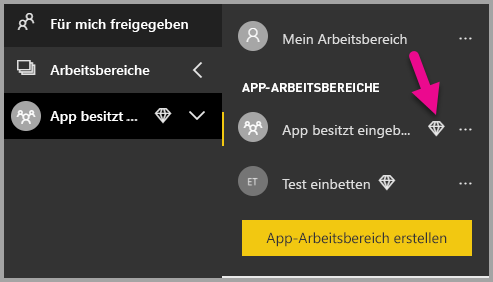 Für mich freigegeben
Arbeitsbereiche
App besitzt ...
Mein Arbeitsbereich ...
APP-ARBEITSBEREICHE
App besitzt eingeb... ...
ET Test einbetten ...
App-Arbeitsbereich erstellen